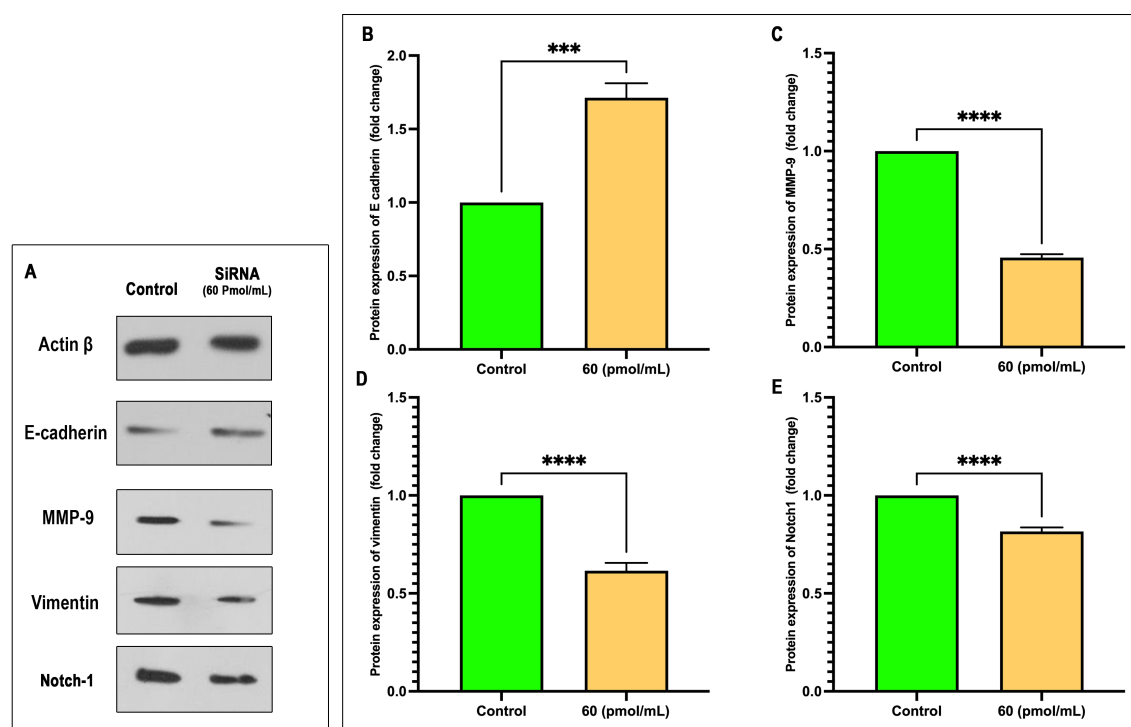 A
Control
SiRNA
(60 Pmol/mL)
Actin β
E-cadherin
MMP-9
Vimentin
Notch-1
B
Protein expression of E cadherin (fold change)
2.0
1.5
1.0
0.5
0.0
***
Control
60 (pmol/mL)
C
Protein expression of MMP-9 (fold change)
1.5
1.0
0.5
0.0
****
Control
60 (pmol/mL)
D
Protein expression of vimentin (fold change)
1.5
1.0
0.5
0.0
****
Control
60 (pmol/mL)
E
Protein expression of Notch1 (fold change)
1.5
1.0
0.5
0.0
****
Control
60 (pmol/mL)